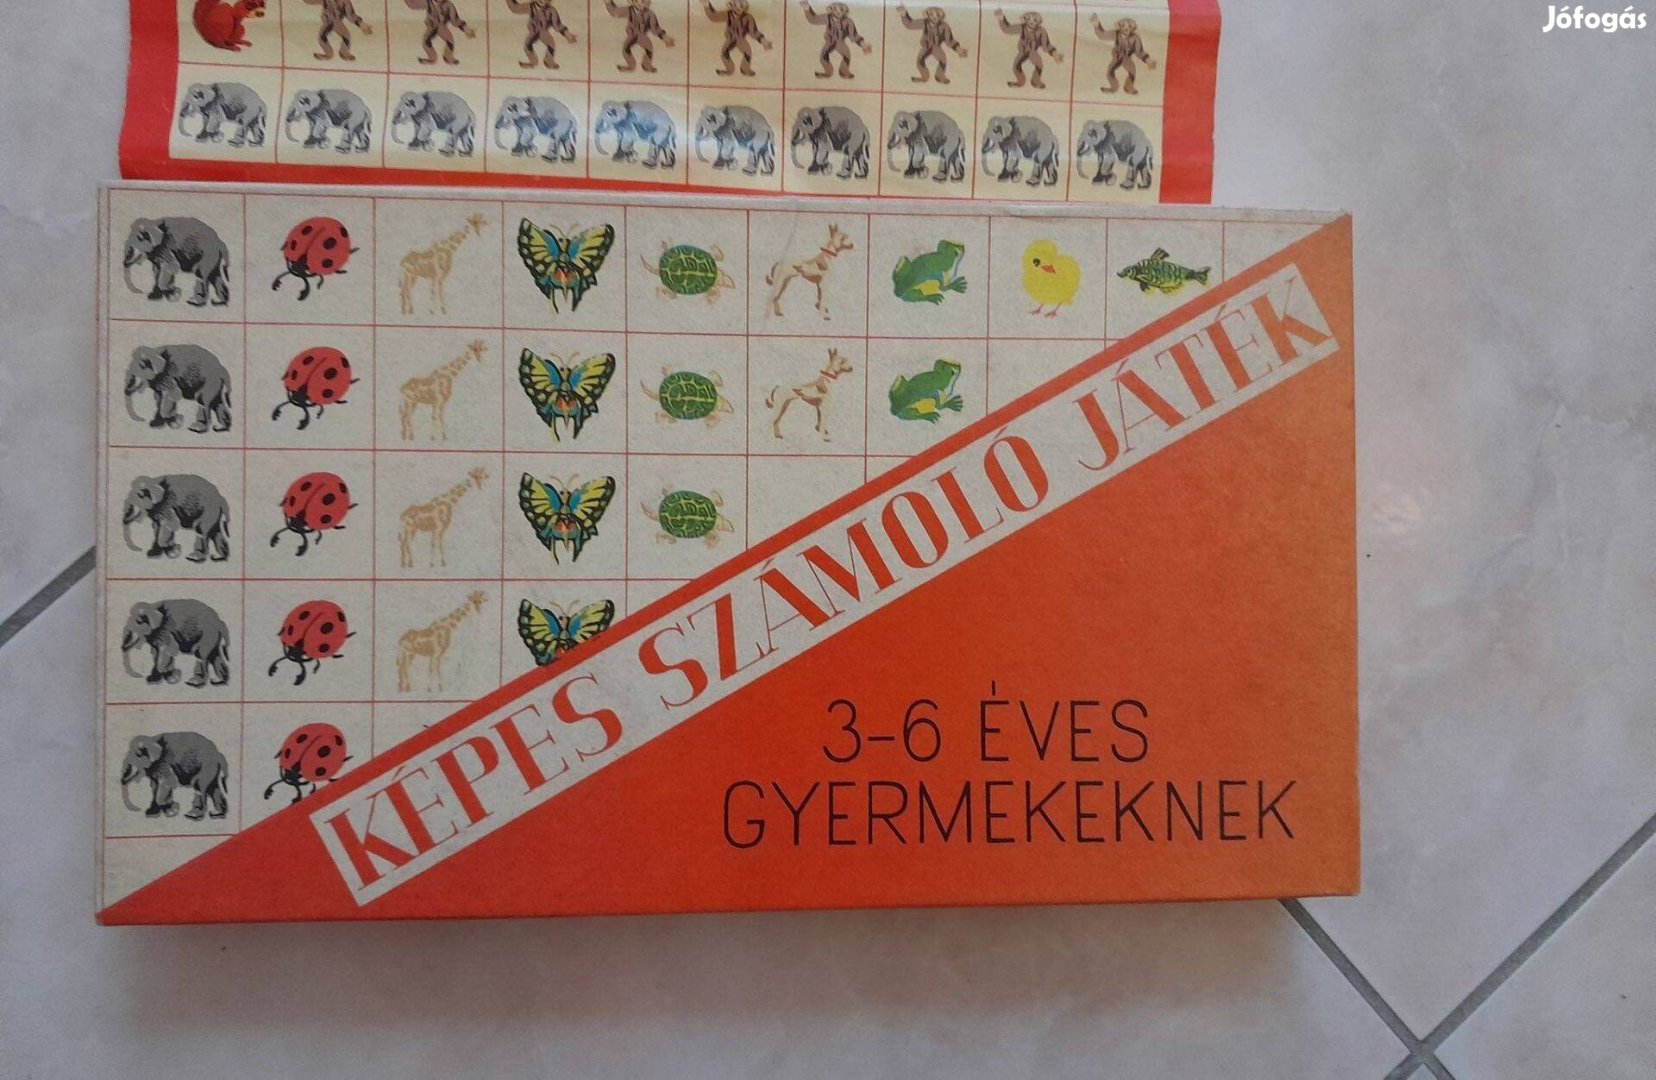 Jófogás
KÉPES SZÁMOLÓ JÁTÉK
3-6 ÉVES
GYERMEKEKNEK